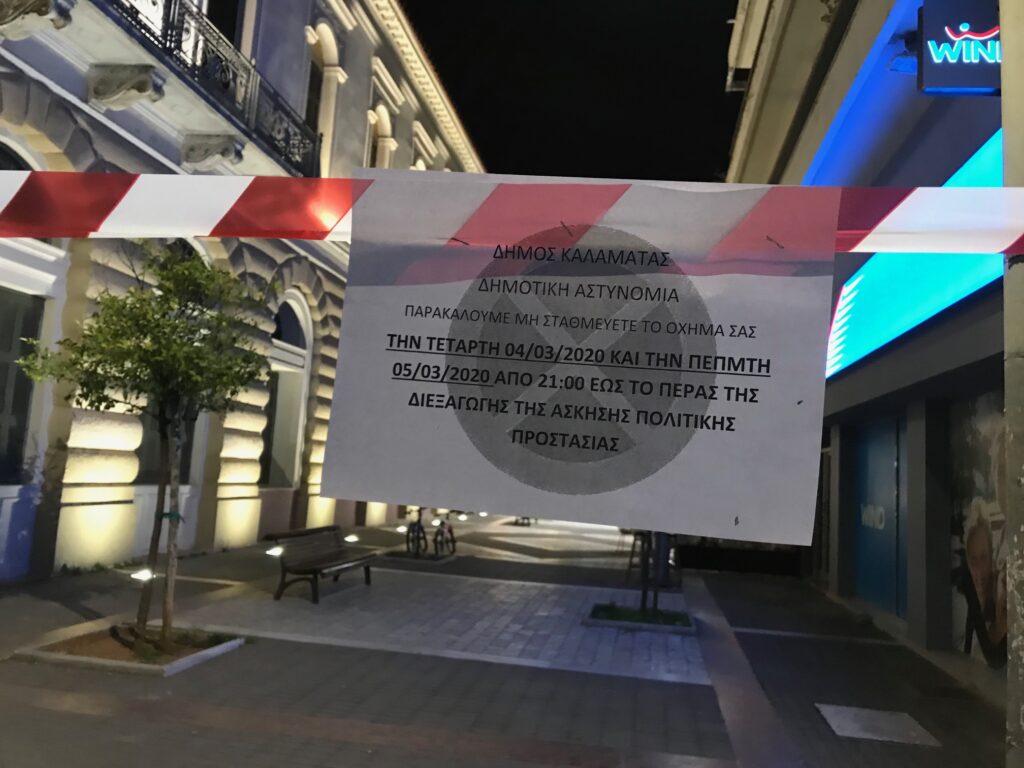 WIND
ΔΗΜΟΣ ΚΑΛΑΜΑΤΑΣ
ΔΗΜΟΤΙΚΗ ΑΣΤΥΝΟΜΙΑ
ΠΑΡΑΚΑΛΟΥΜΕ ΜΗ ΣΤΑΘΜΕΥΕΤΕ ΤΟ ΟΧΗΜΑ ΣΑΣ
ΤΗΝ ΤΕΤΑΡΤΗ 04/03/2020 ΚΑΙ ΤΗΝ ΠΕΠΜΤΗ
05/03/2020 ΑΠΟ 21:00 ΕΩΣ ΤΟ ΠΕΡΑΣ ΤΗΣ
ΔΙΕΞΑΓΩΓΗΣ ΤΗΣ ΑΣΚΗΣΗΣ ΠΟΛΙΤΙΚΗΣ
ΠΡΟΣΤΑΣΙΑΣ
WIND